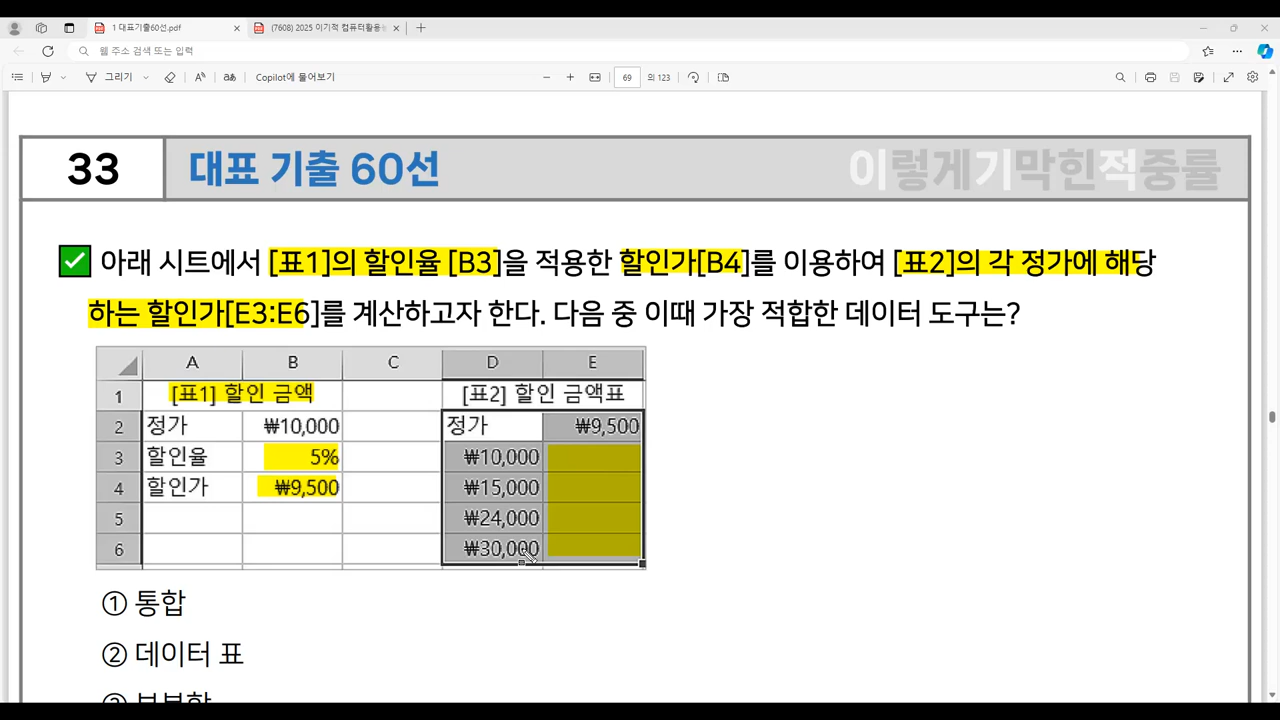 1 대표기출60선.pdf
(7608) 2025 이기적 컴퓨터활용능
웹 주소 검색 또는 입력
그리기
Copilot에 물어보기
69 의 123
33
대표 기출 60선
이렇게기막힌적중률
아래 시트에서 [표1]의 할인율 [B3]을 적용한 할인가[B4]를 이용하여 [표2]의 각 정가에 해당
하는 할인가[E3:E6]를 계산하고자 한다. 다음 중 이때 가장 적합한 데이터 도구는?
A B C D E
1 [표1] 할인 금액 [표2] 할인 금액표
2 정가 ₩10,000 정가 ₩9,500
3 할인율 5% ₩10,000
4 할인가 ₩9,500 ₩15,000
5 ₩24,000
6 ₩30,000
① 통합
② 데이터 표